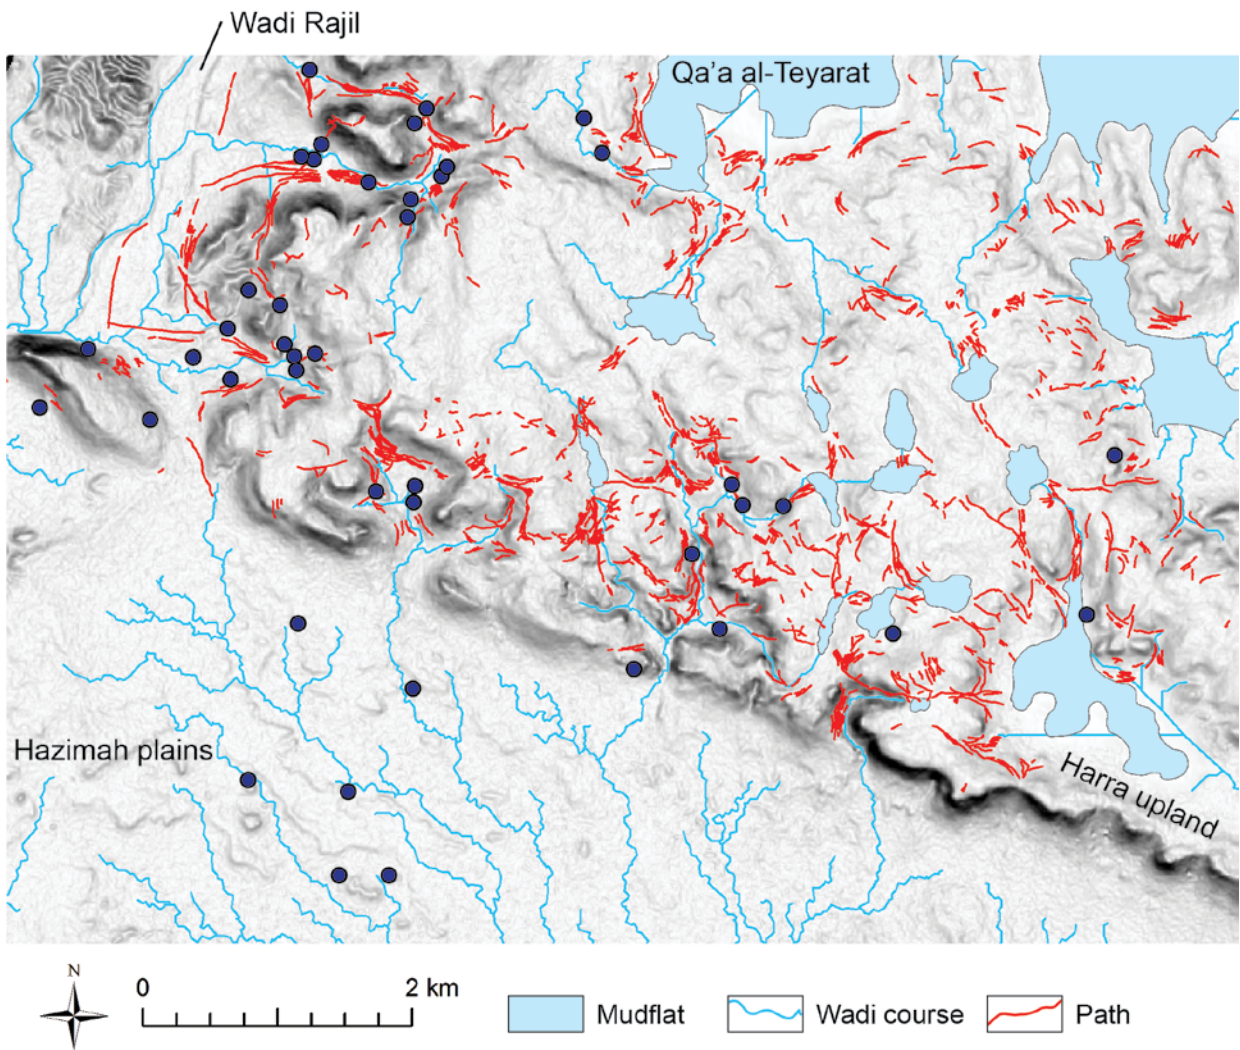 Wadi Rajil
Qa'a al-Teyarat
Hazimah plains
Harra upland
N
0 2 km
Mudflat
Wadi course
Path